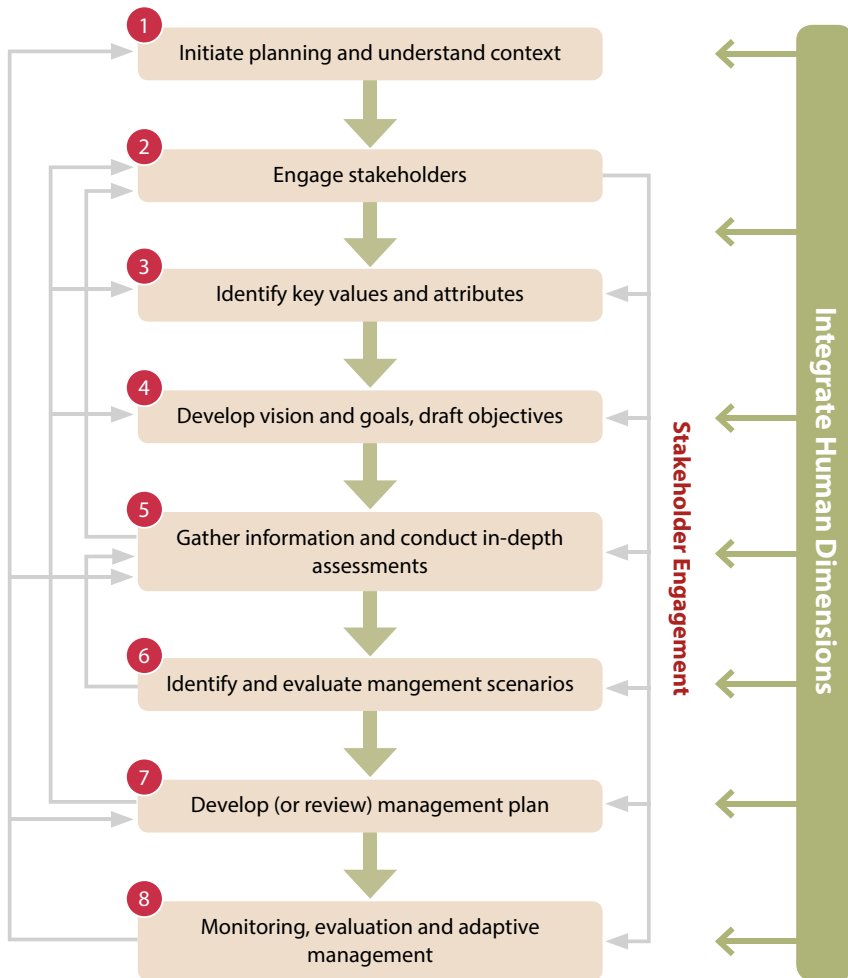 1
Initiate planning and understand context
2
Engage stakeholders
3
Identify key values and attributes
4
Develop vision and goals, draft objectives
5
Gather information and conduct in-depth
assessments
6
Identify and evaluate mangement scenarios
7
Develop (or review) management plan
8
Monitoring, evaluation and adaptive
management
Stakeholder Engagement
Integrate Human Dimensions